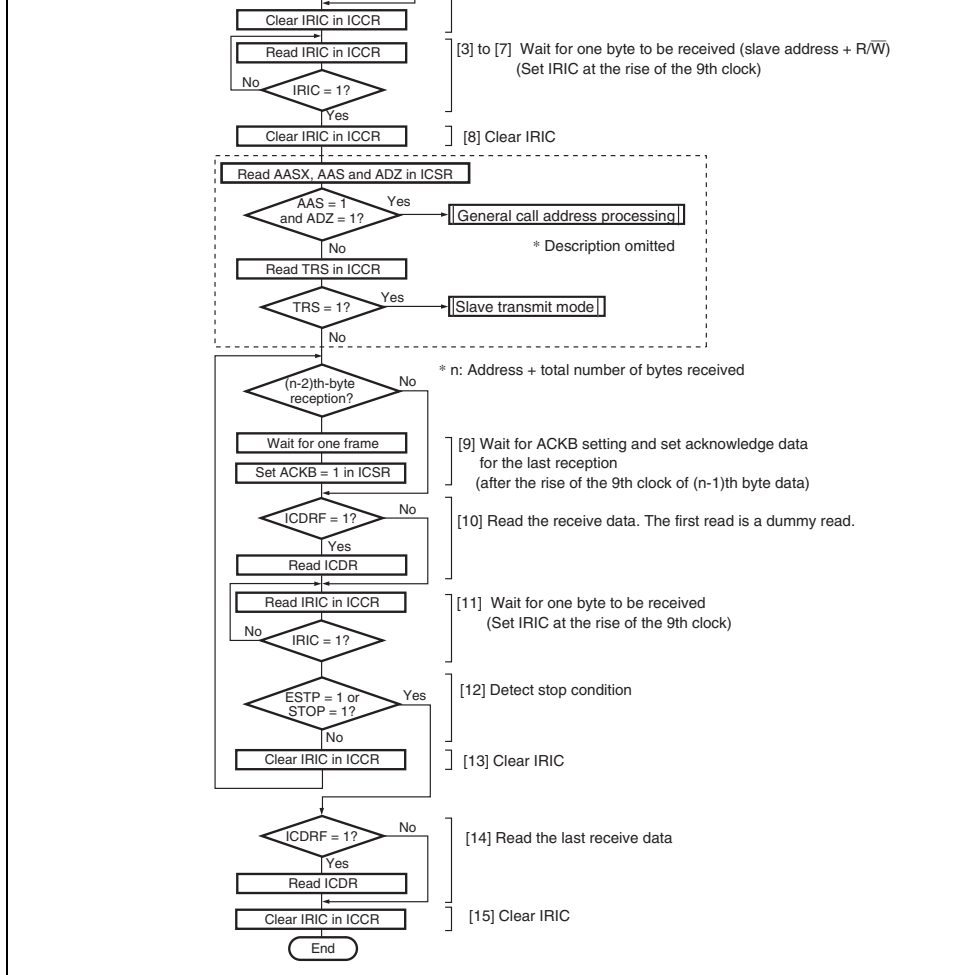 Clear IRIC in ICCR
Read IRIC in ICCR
[3] to [7] Wait for one byte to be received (slave address + R/W̅)
(Set IRIC at the rise of the 9th clock)
No
IRIC = 1?
Yes
Clear IRIC in ICCR
[8] Clear IRIC
Read AASX, AAS and ADZ in ICSR
AAS = 1
and ADZ = 1?
Yes
General call address processing
No
* Description omitted
Read TRS in ICCR
TRS = 1?
Yes
Slave transmit mode
No
* n: Address + total number of bytes received
(n-2)th-byte
reception?
No
Wait for one frame
[9] Wait for ACKB setting and set acknowledge data
for the last reception
(after the rise of the 9th clock of (n-1)th byte data)
Set ACKB = 1 in ICSR
ICDRF = 1?
No
[10] Read the receive data. The first read is a dummy read.
Yes
Read ICDR
Read IRIC in ICCR
[11] Wait for one byte to be received
(Set IRIC at the rise of the 9th clock)
No
IRIC = 1?
ESTP = 1 or
STOP = 1?
Yes
[12] Detect stop condition
No
Clear IRIC in ICCR
[13] Clear IRIC
ICDRF = 1?
No
[14] Read the last receive data
Yes
Read ICDR
Clear IRIC in ICCR
[15] Clear IRIC
End